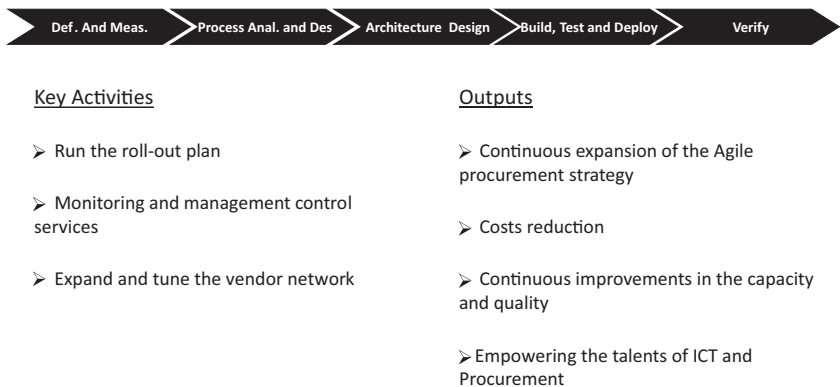 Def. And Meas. Process Anal. and Des Architecture Design Build, Test and Deploy Verify
Key Activities
➢ Run the roll-out plan
➢ Monitoring and management control
services
➢ Expand and tune the vendor network
Outputs
➢ Continuous expansion of the Agile
procurement strategy
➢ Costs reduction
➢ Continuous improvements in the capacity
and quality
➢ Empowering the talents of ICT and
Procurement